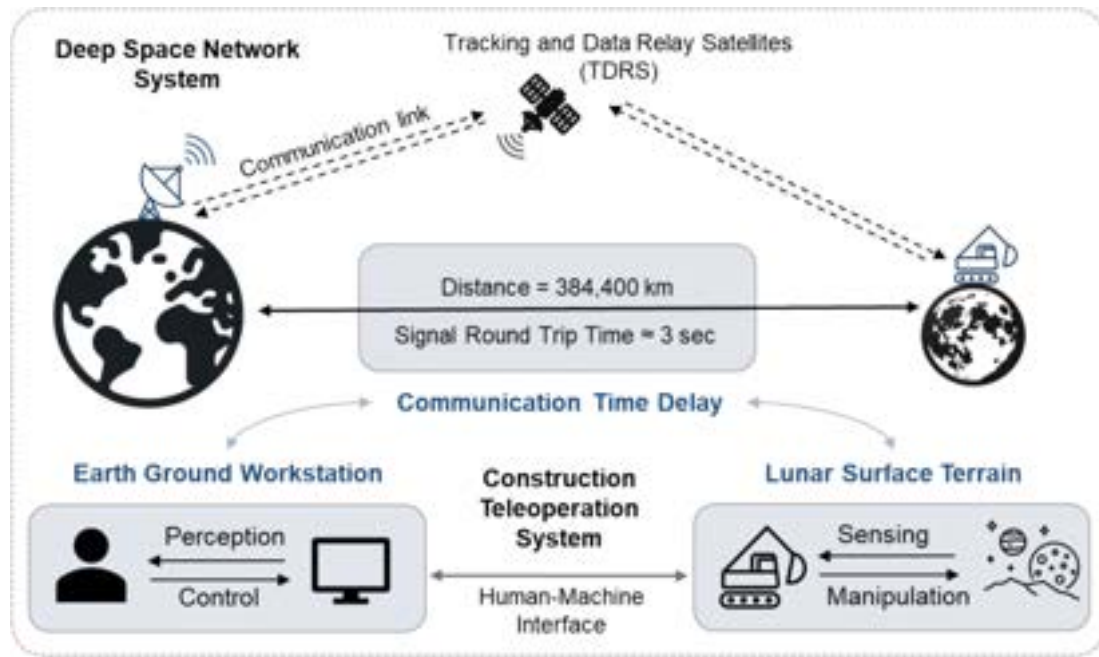 Deep Space Network
System
Tracking and Data Relay Satellites
(TDRS)
Communication link
Distance = 384,400 km
Signal Round Trip Time ≈ 3 sec
Communication Time Delay
Earth Ground Workstation
Perception
Control
Construction
Teleoperation
System
Human-Machine
Interface
Lunar Surface Terrain
Sensing
Manipulation